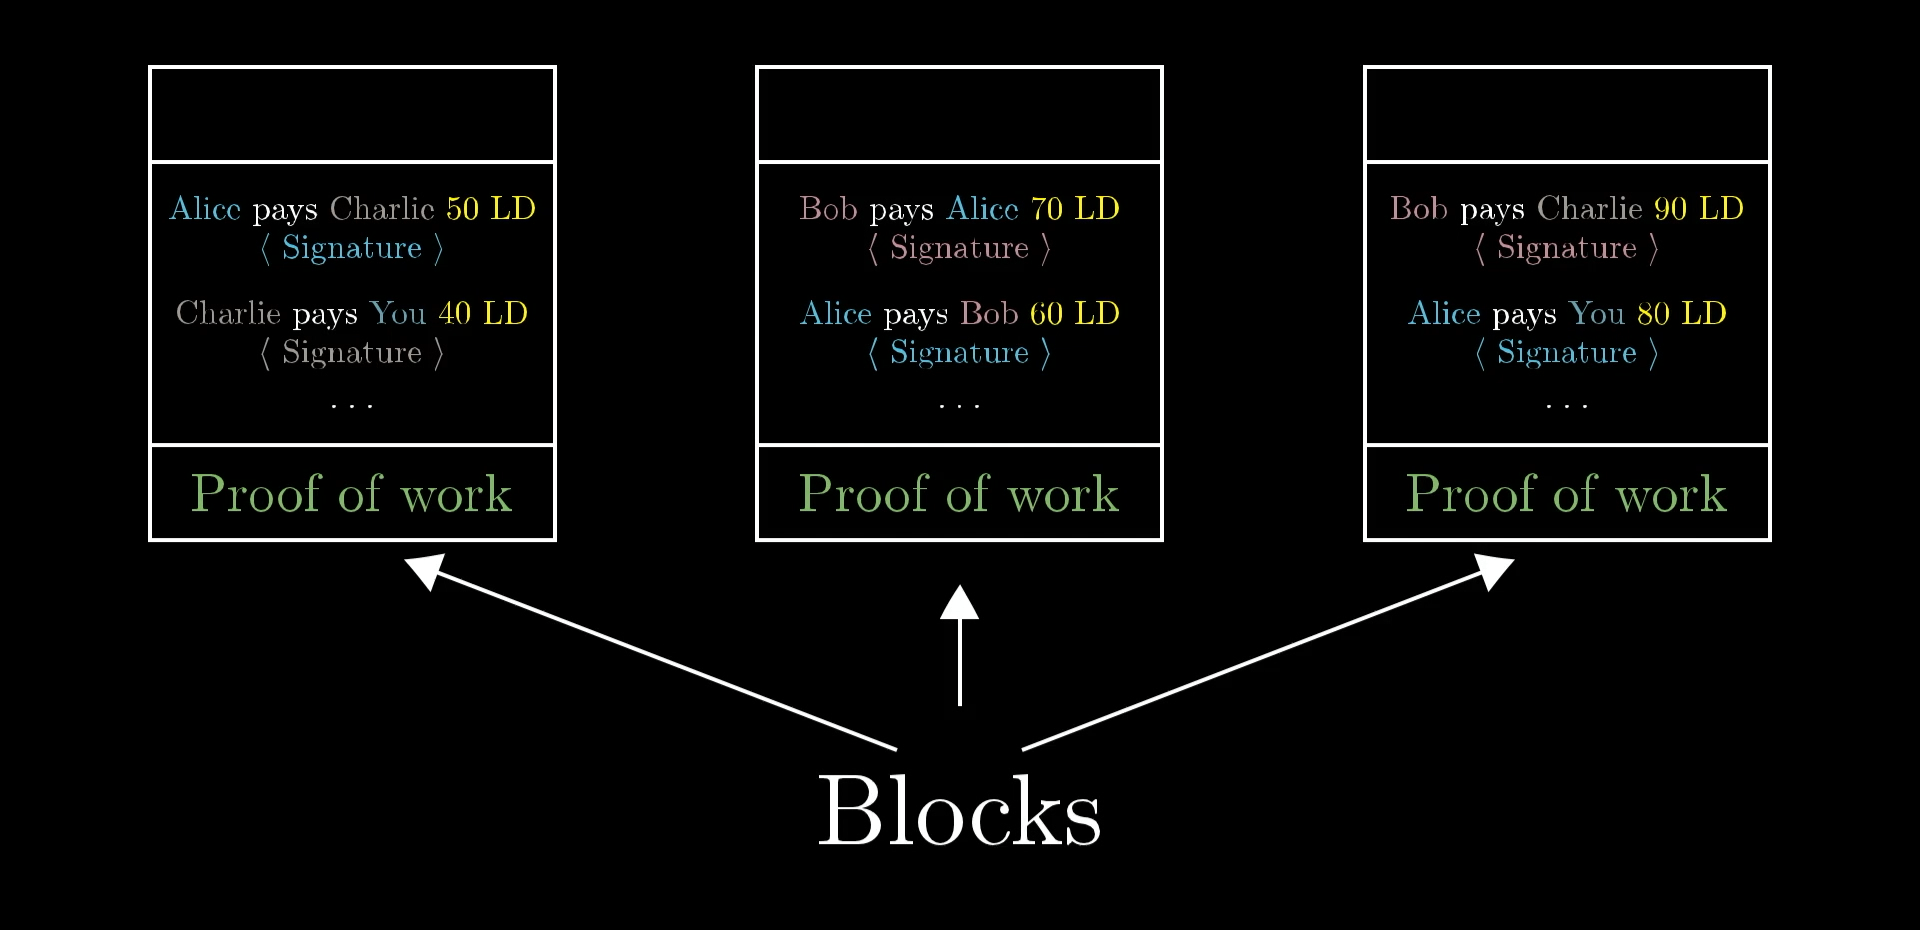 Alice pays Charlie 50 LD
⟨ Signature ⟩
Charlie pays You 40 LD
⟨ Signature ⟩
...
Proof of work
Bob pays Alice 70 LD
⟨ Signature ⟩
Alice pays Bob 60 LD
⟨ Signature ⟩
...
Proof of work
Bob pays Charlie 90 LD
⟨ Signature ⟩
Alice pays You 80 LD
⟨ Signature ⟩
...
Proof of work
Blocks